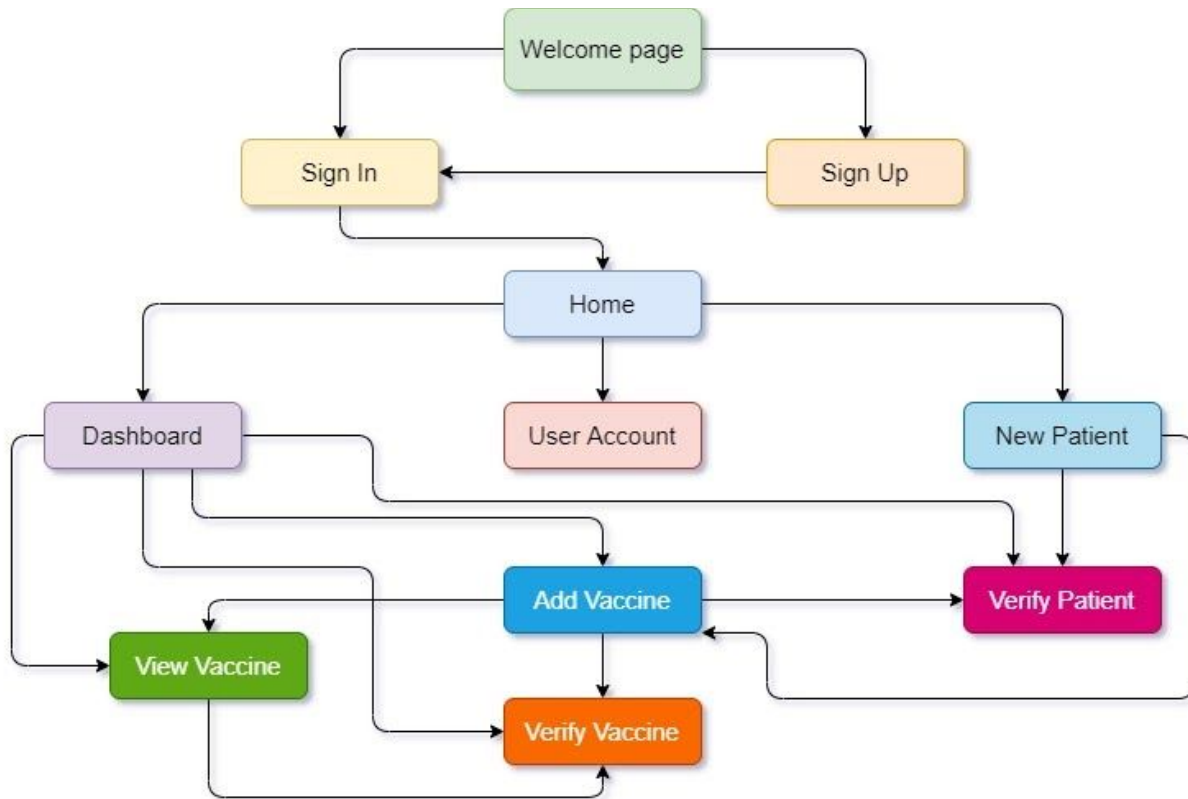 Welcome page
Sign In
Sign Up
Home
Dashboard
User Account
New Patient
Add Vaccine
Verify Patient
View Vaccine
Verify Vaccine